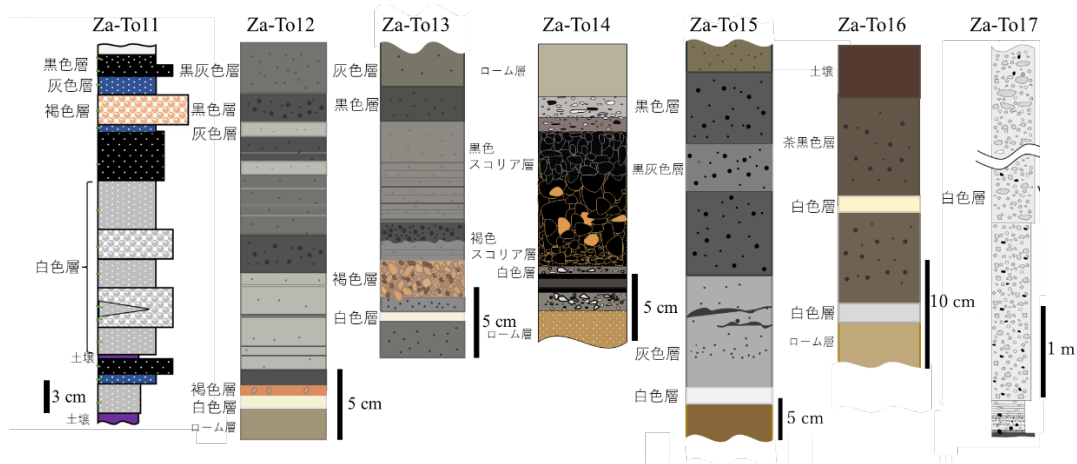 Za-To11
Za-To12
Za-To13
Za-To14
Za-To15
Za-To16
Za-To17
黒色層
灰色層
褐色層
白色層
土壌
3 cm
土壌
黒灰色層
黒色層
灰色層
褐色層
白色層
ローム層
5 cm
灰色層
黒色層
黒色
スコリア層
褐色
スコリア層
褐色層
白色層
ローム層
5 cm
ローム層
白色層
5 cm
黒色層
黒灰色層
灰色層
白色層
5 cm
土壌
茶黒色層
白色層
白色層
ローム層
10 cm
白色層
1 m